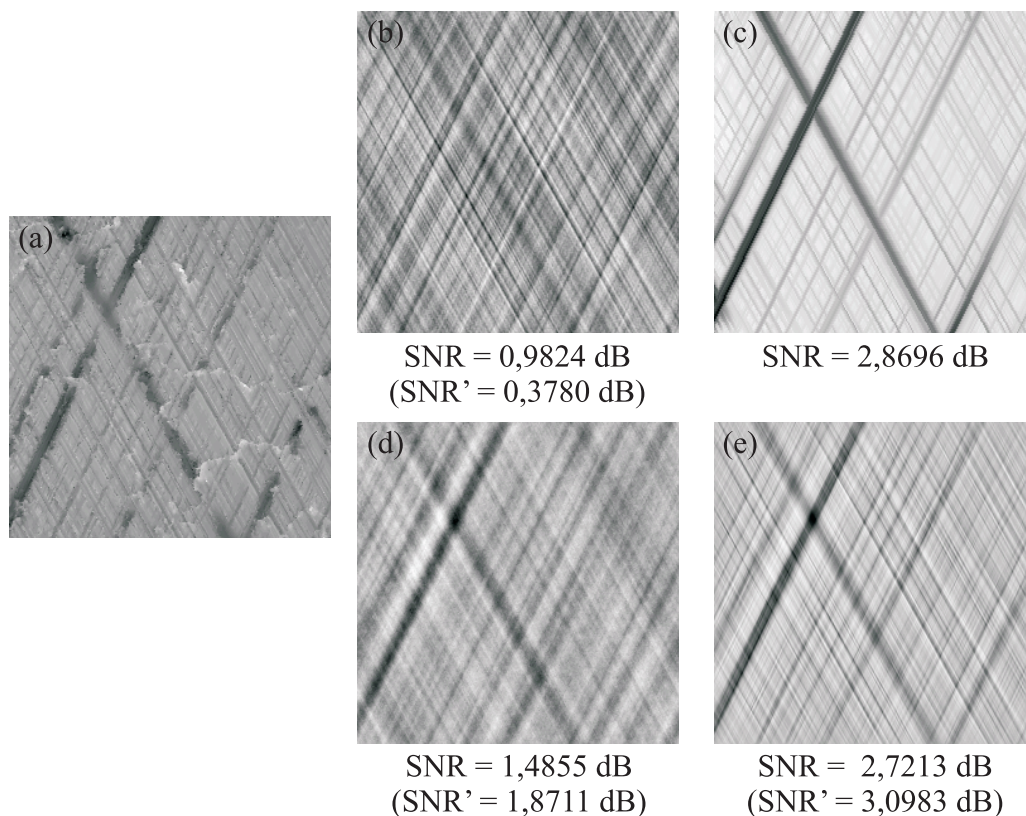 (a)
(b)
SNR = 0,9824 dB
(SNR’ = 0,3780 dB)
(c)
SNR = 2,8696 dB
(d)
SNR = 1,4855 dB
(SNR’ = 1,8711 dB)
(e)
SNR = 2,7213 dB
(SNR’ = 3,0983 dB)